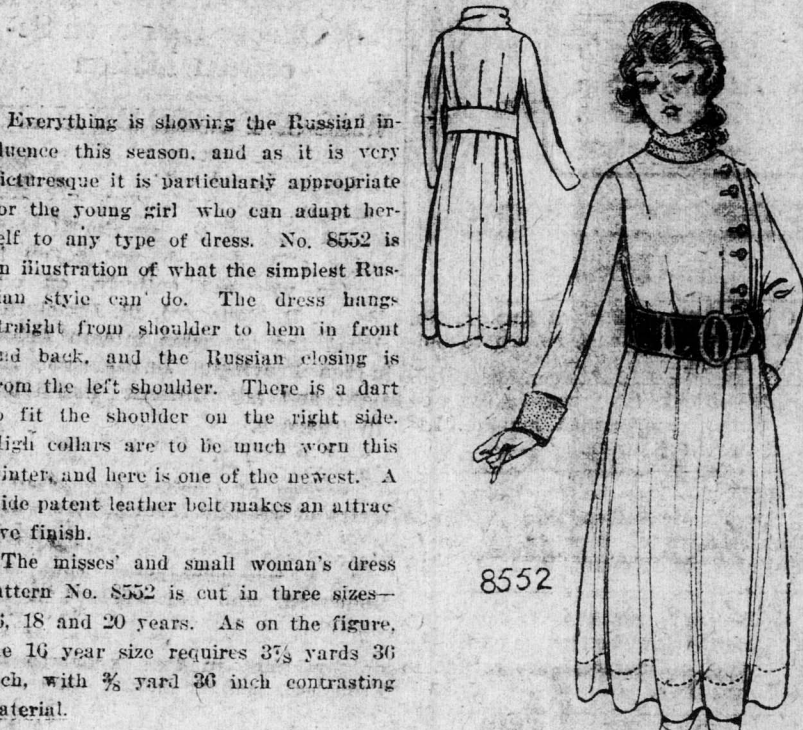 Everything is showing the Russian in-
luence this season, and as it is very
icturesque it is particularly appropriate
or the young girl who can adapt her-
elf to any type of dress. No. 8552 is
n illustration of what the simplest Rus-
ian style can do. The dress hangs
traight from shoulder to hem in front
nd back, and the Russian closing is
rom the left shoulder. There is a dart
o fit the shoulder on the right side.
High collars are to be much worn this
inter, and here is one of the newest. A
ide patent leather belt makes an attrac-
ve finish.
The misses' and small woman's dress
attern No. 8552 is cut in three sizes—
6, 18 and 20 years. As on the figure,
e 16 year size requires 3⅞ yards 36
ch, with ⅜ yard 36 inch contrasting
aterial.
8552